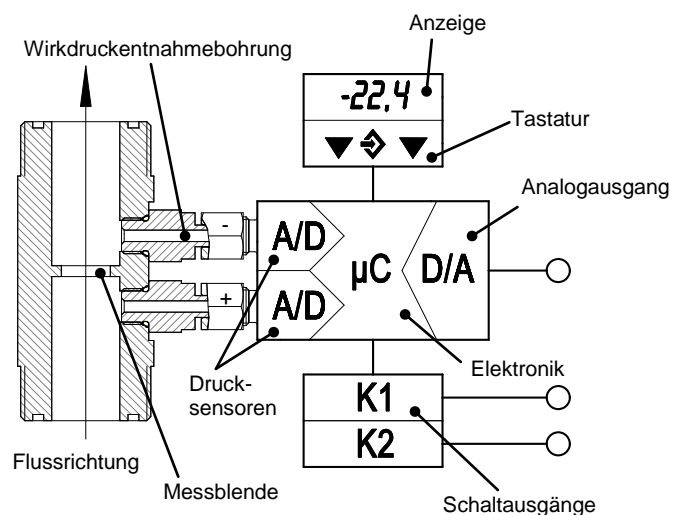 Anzeige
Wirkdruckentnahmebohrung
-22,4
Tastatur
Analogausgang
-
A/D
µC
D/A
+
A/D
Elektronik
Druck-
sensoren
K1
K2
Flussrichtung
Messblende
Schaltausgänge